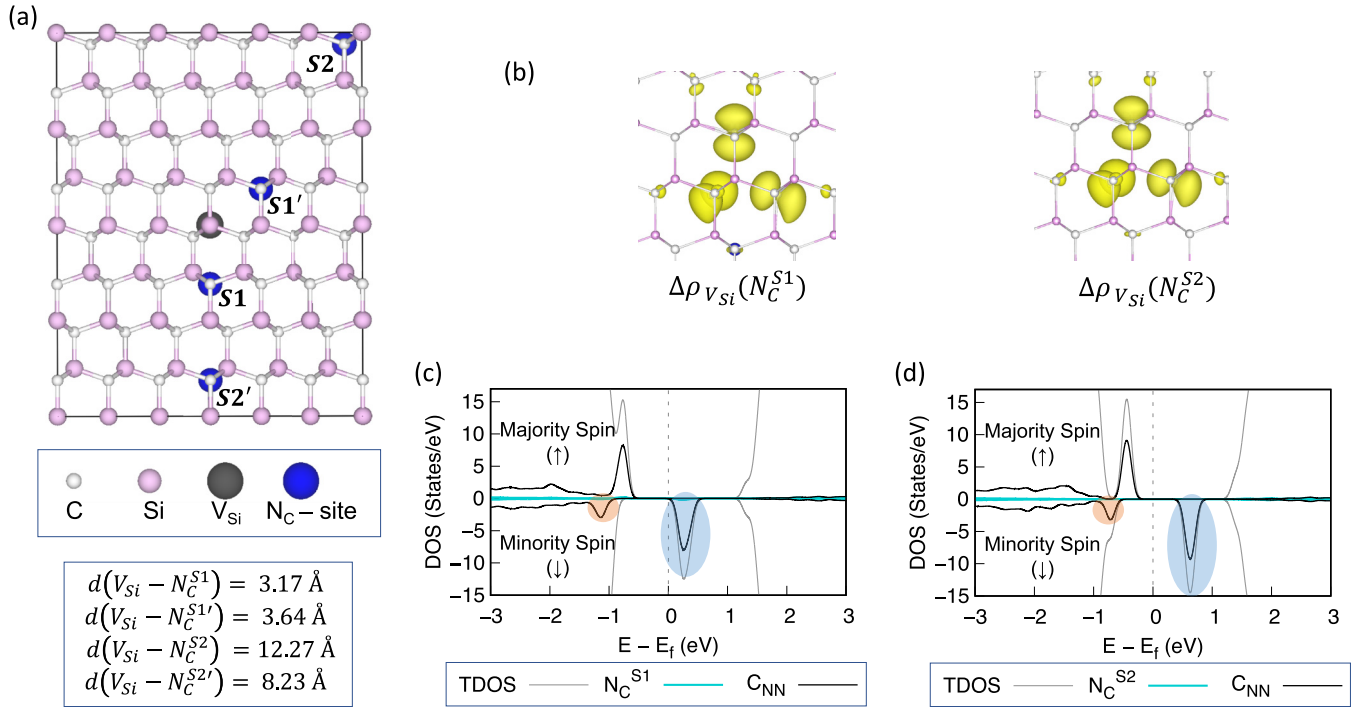 (a)
S2
S1′
S1
S2′
C Si V_Si N_C – site
d(V_Si − N_C^S1) = 3.17 Å
d(V_Si − N_C^S1′) = 3.64 Å
d(V_Si − N_C^S2) = 12.27 Å
d(V_Si − N_C^S2′) = 8.23 Å
(b)
Δρ_V_Si(N_C^S1)
Δρ_V_Si(N_C^S2)
(c)
DOS (States/eV)
15
10
5
0
−5
−10
−15
Majority Spin
(↑)
Minority Spin
(↓)
−3 −2 −1 0 1 2 3
E − E_f (eV)
TDOS N_C^S1 C_NN
(d)
DOS (States/eV)
15
10
5
0
−5
−10
−15
Majority Spin
(↑)
Minority Spin
(↓)
−3 −2 −1 0 1 2 3
E − E_f (eV)
TDOS N_C^S2 C_NN